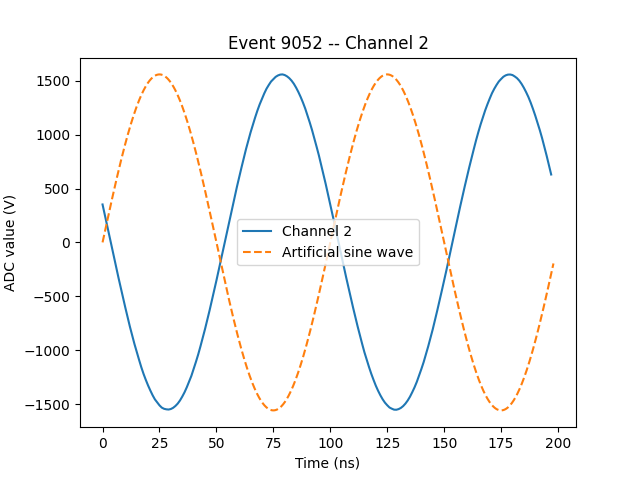 Event 9052 -- Channel 2
ADC value (V)
1500
1000
500
0
−500
−1000
−1500
Channel 2
Artificial sine wave
0 25 50 75 100 125 150 175 200
Time (ns)